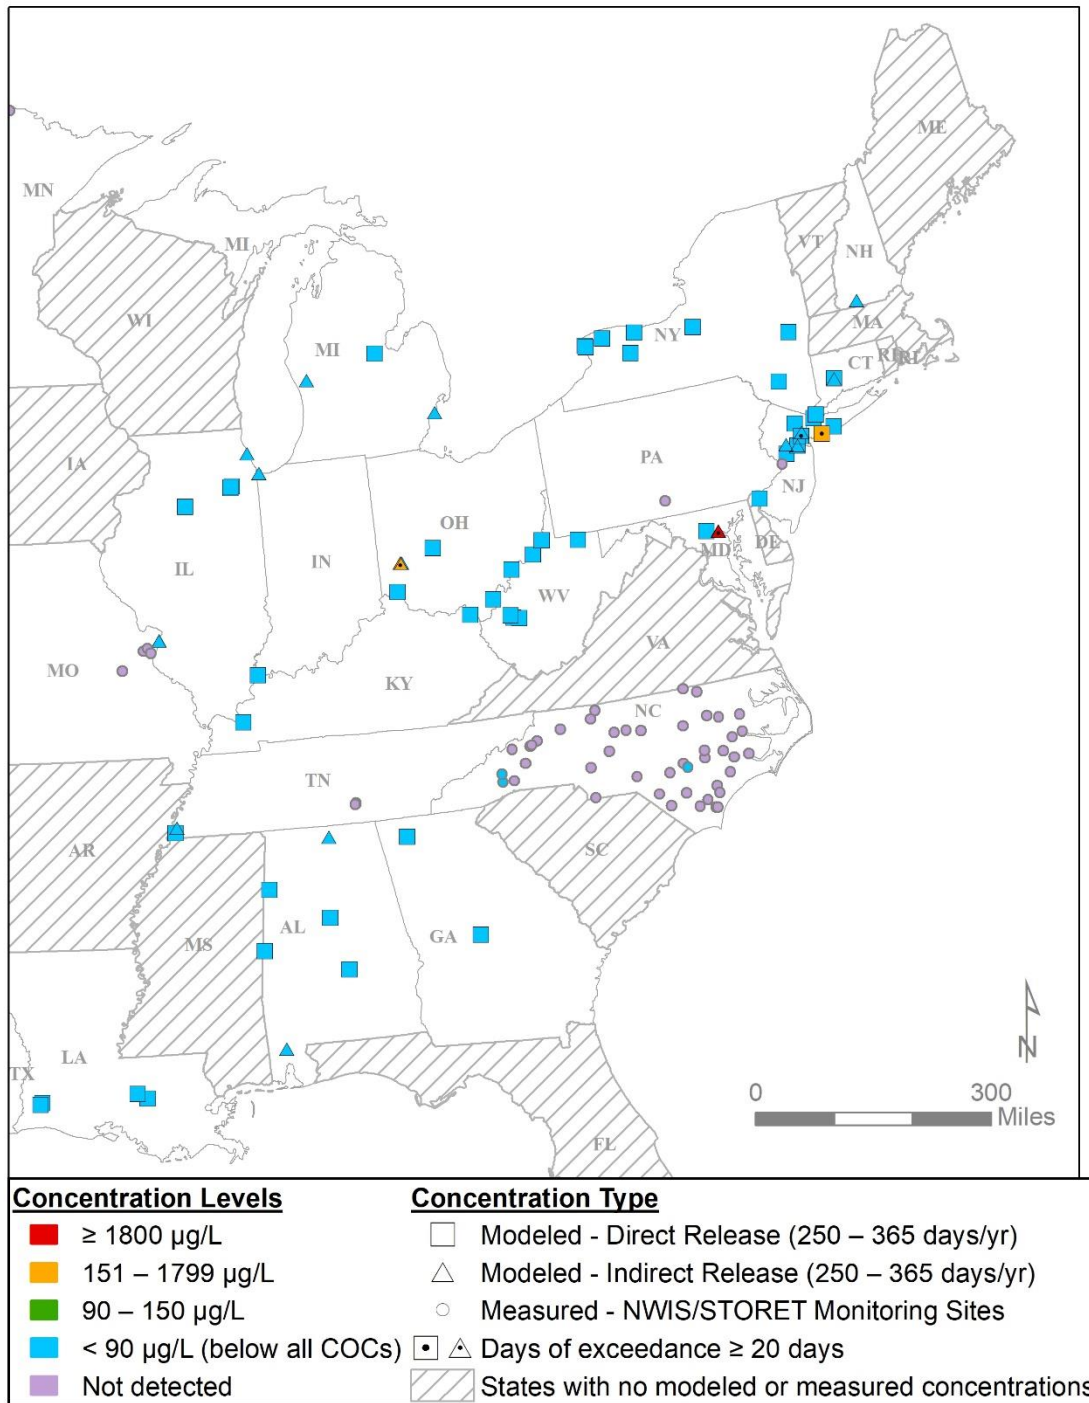 ME
MN
MI
VT
NH
WI
MA
NY
MI
CT
RI
RI
IA
PA
NJ
OH
MD
DE
IL
IN
WV
VA
MO
KY
NC
TN
AR
SC
MS
AL
GA
N
LA
TX
0 300
Miles
FL
Concentration Levels
≥ 1800 µg/L
151 – 1799 µg/L
90 – 150 µg/L
< 90 µg/L (below all COCs)
Not detected
Concentration Type
Modeled - Direct Release (250 – 365 days/yr)
Modeled - Indirect Release (250 – 365 days/yr)
Measured - NWIS/STORET Monitoring Sites
Days of exceedance ≥ 20 days
States with no modeled or measured concentrations